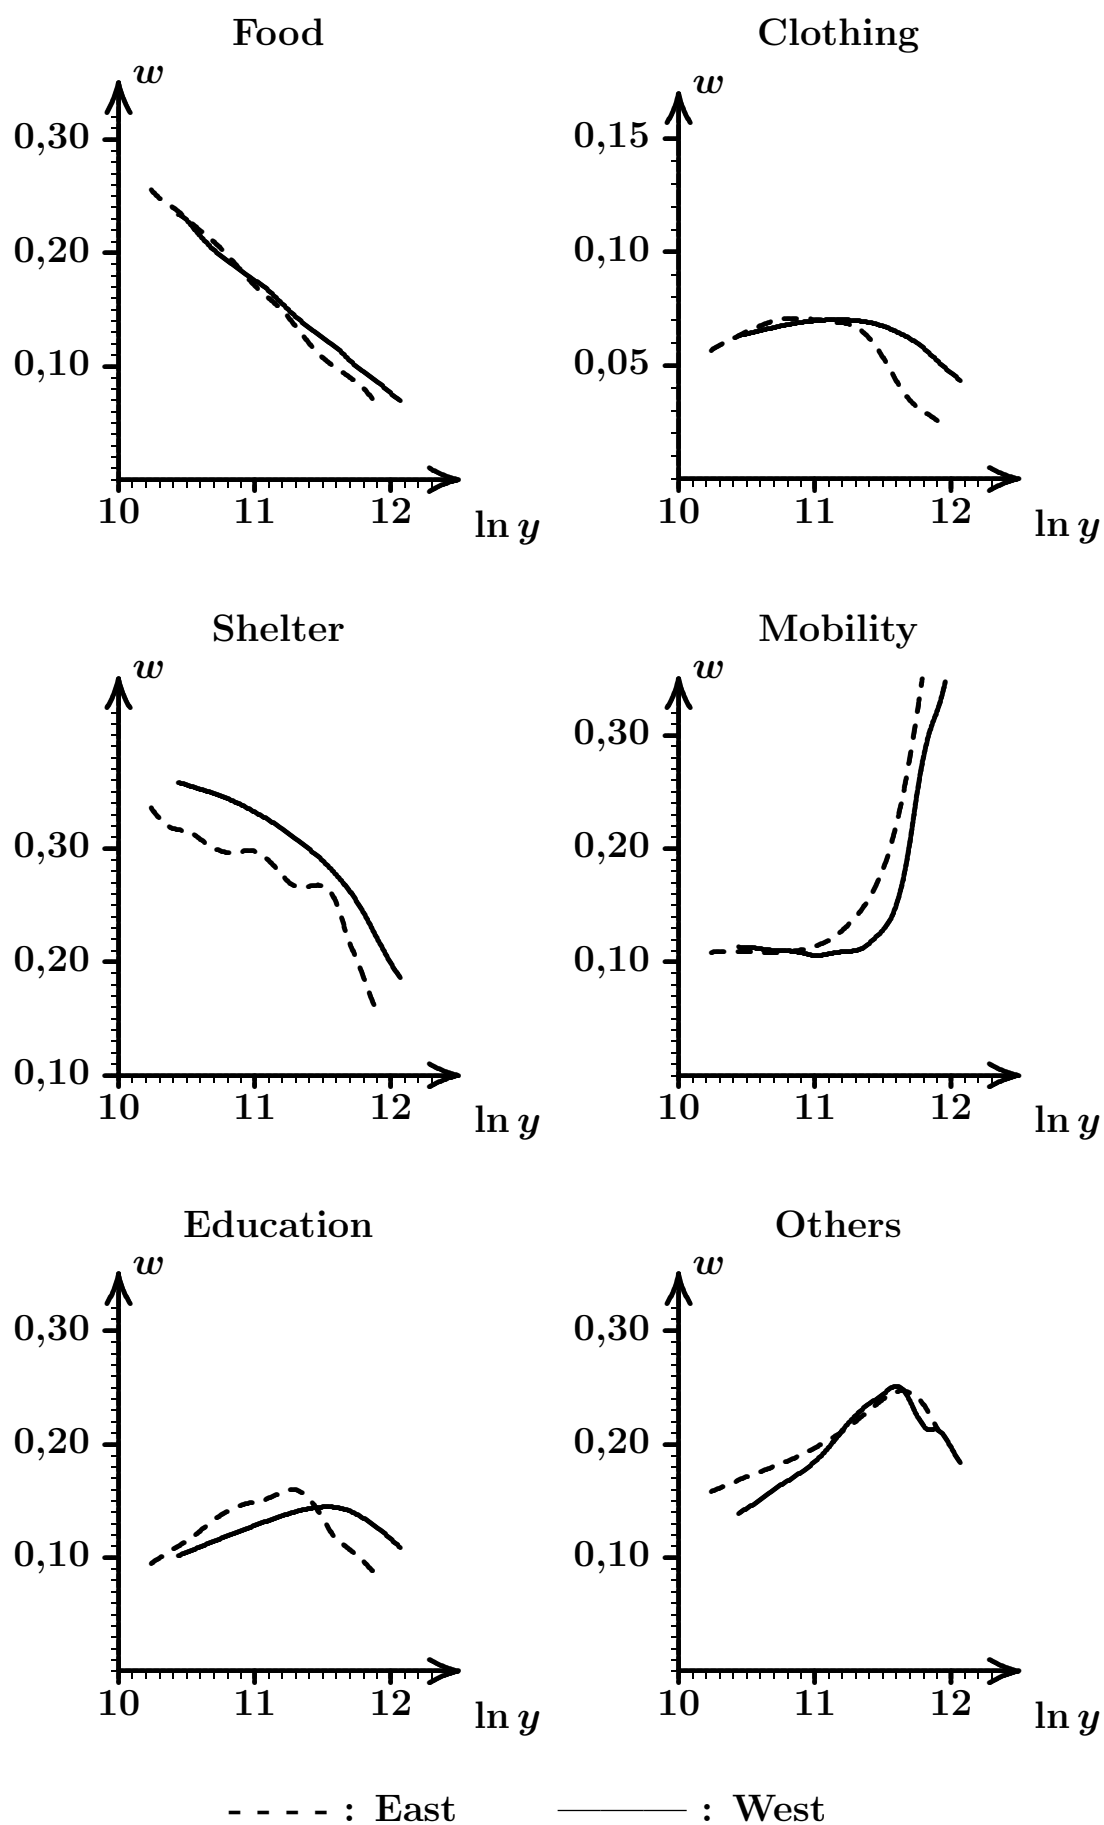 Food
w
0,30
0,20
0,10
10 11 12
ln y
Clothing
w
0,15
0,10
0,05
10 11 12
ln y
Shelter
w
0,30
0,20
0,10
10 11 12
ln y
Mobility
w
0,30
0,20
0,10
10 11 12
ln y
Education
w
0,30
0,20
0,10
10 11 12
ln y
Others
w
0,30
0,20
0,10
10 11 12
ln y
: East : West